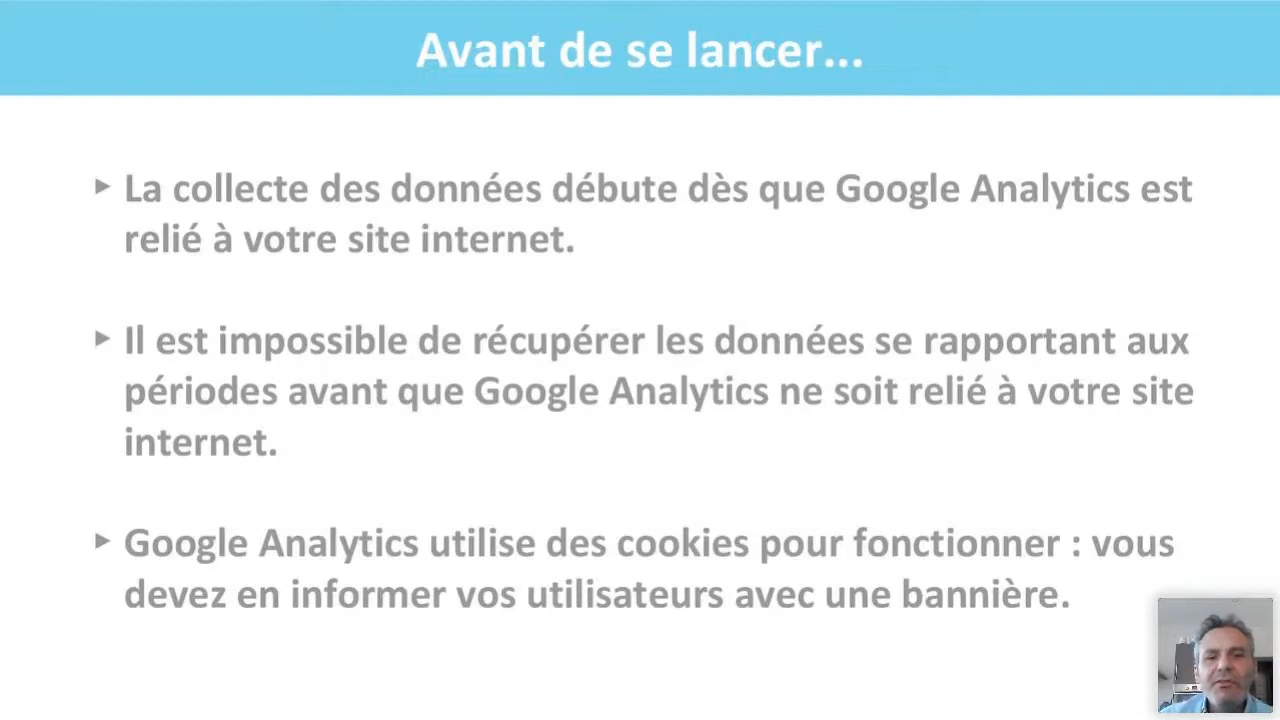 Avant de se lancer...
‣ La collecte des données débute dès que Google Analytics est
relié à votre site internet.
‣ Il est impossible de récupérer les données se rapportant aux
périodes avant que Google Analytics ne soit relié à votre site
internet.
‣ Google Analytics utilise des cookies pour fonctionner : vous
devez en informer vos utilisateurs avec une bannière.